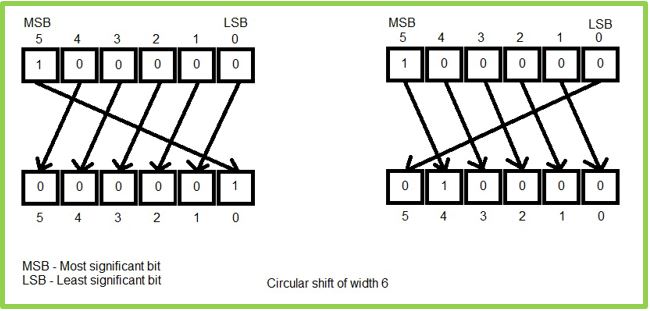 MSB LSB
5 4 3 2 1 0
1 0 0 0 0 0
0 0 0 0 0 1
5 4 3 2 1 0
MSB LSB
5 4 3 2 1 0
1 0 0 0 0 0
0 1 0 0 0 0
5 4 3 2 1 0
MSB - Most significant bit
LSB - Least significant bit
Circular shift of width 6